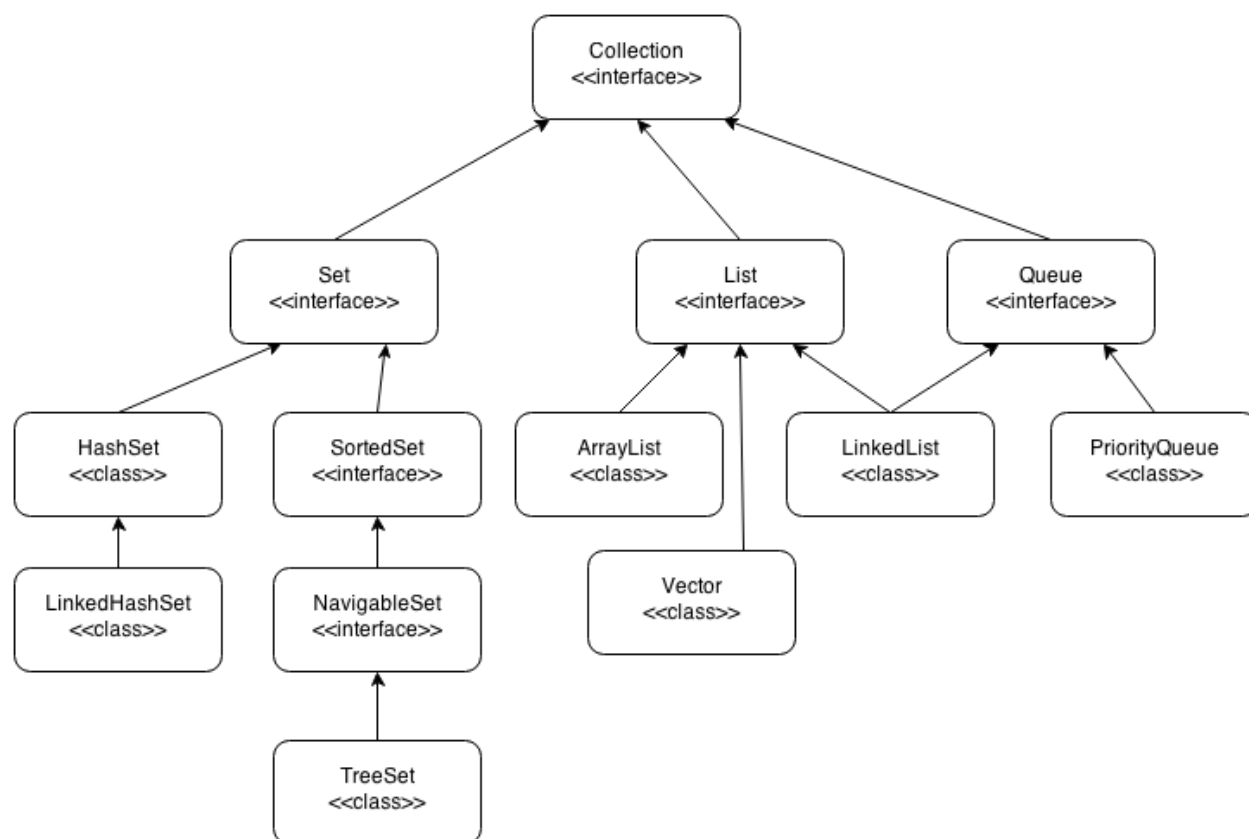 Collection
<<interface>>
Set
<<interface>>
List
<<interface>>
Queue
<<interface>>
HashSet
<<class>>
SortedSet
<<interface>>
ArrayList
<<class>>
LinkedList
<<class>>
PriorityQueue
<<class>>
LinkedHashSet
<<class>>
NavigableSet
<<interface>>
Vector
<<class>>
TreeSet
<<class>>